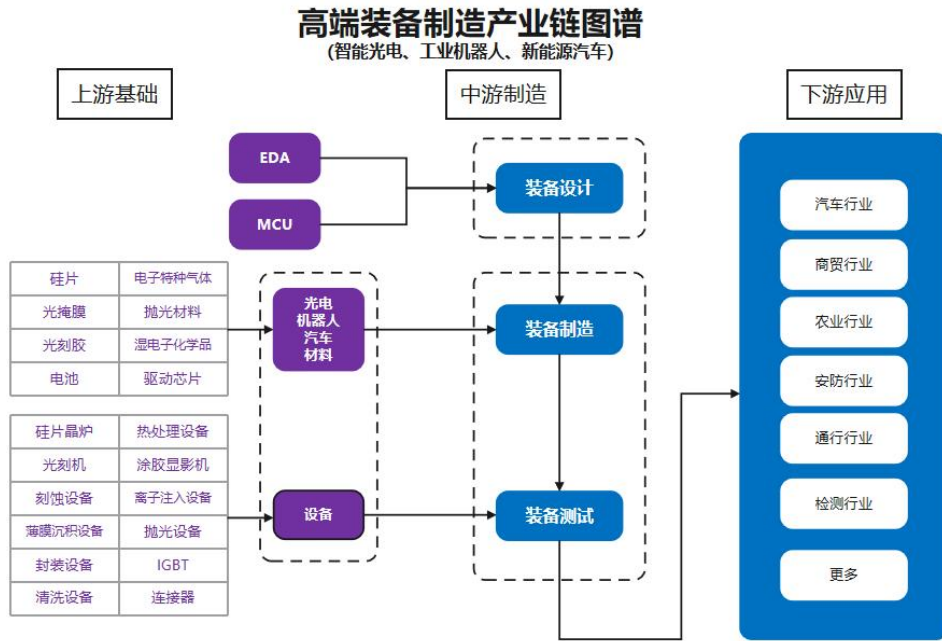 高端装备制造产业链图谱
(智能光电、工业机器人、新能源汽车)
上游基础
中游制造
下游应用
EDA
MCU
装备设计
硅片 电子特种气体
光掩膜 抛光材料
光刻胶 湿电子化学品
电池 驱动芯片
光电
机器人
汽车
材料
装备制造
硅片晶炉 热处理设备
光刻机 涂胶显影机
刻蚀设备 离子注入设备
薄膜沉积设备 抛光设备
封装设备 IGBT
清洗设备 连接器
设备
装备测试
汽车行业
商贸行业
农业行业
安防行业
通行行业
检测行业
更多